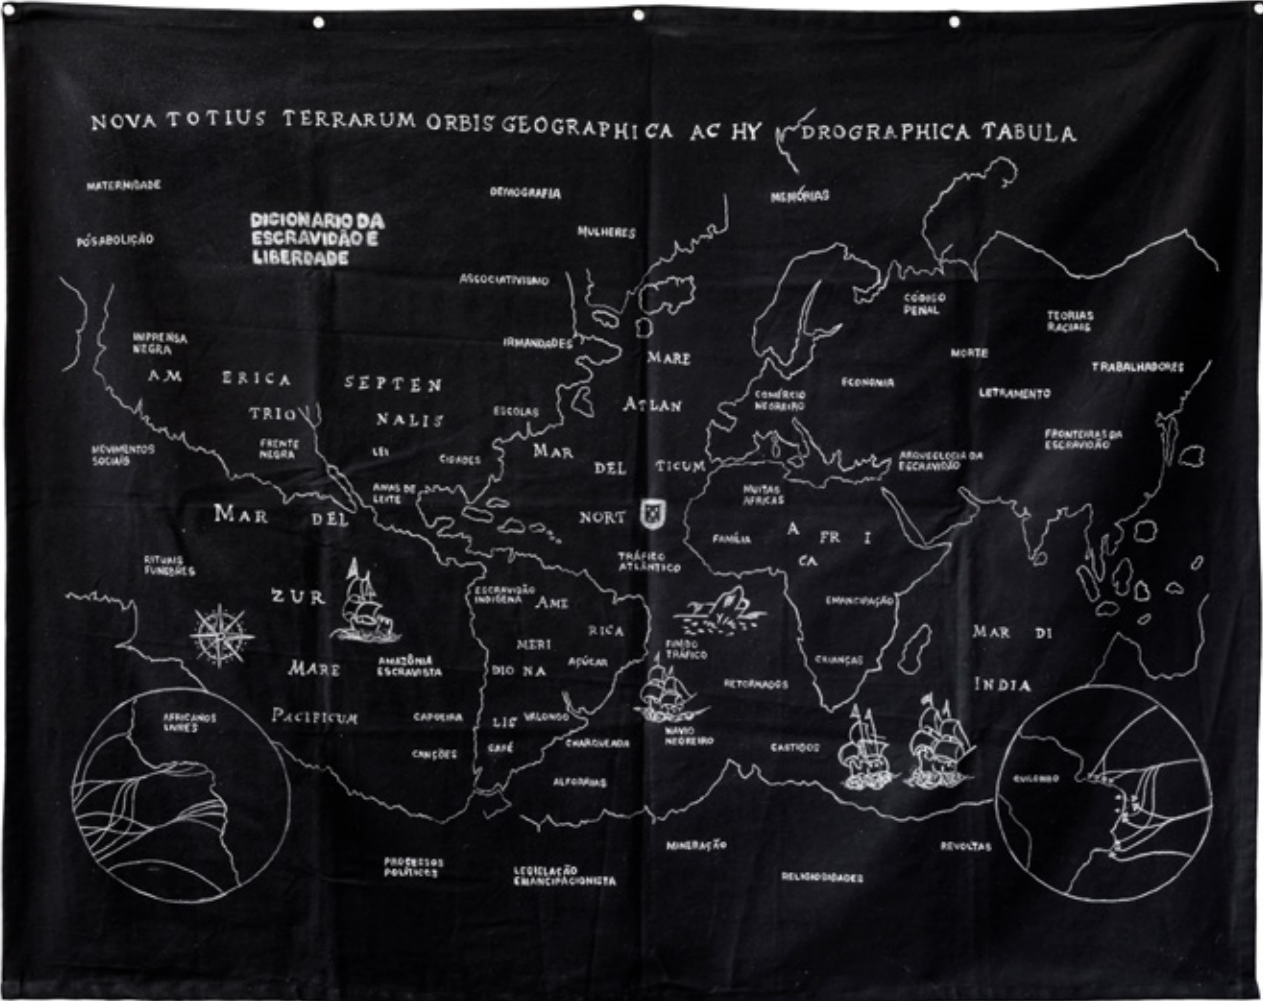 NOVA TOTIUS TERRARUM ORBIS GEOGRAPHICA AC HYDROGRAPHICA TABULA
MATERNIDADE
DEMOGRAFIA
MEMÓRIAS
DICIONÁRIO DA
ESCRAVIDÃO E
LIBERDADE
PÓS ABOLIÇÃO
MULHERES
ASSOCIATIVISMO
CÓDIGO
PENAL
TEORIAS
RACIAIS
IMPRENSA
NEGRA
IRMANDADES
MARE
MORTE
TRABALHADORES
AM ERICA SEPTEN
ECONOMIA
LETRAMENTO
COMÉRCIO
NEGREIRO
TRIO NALIS
ESCOLAS
ATLAN
MOVIMENTOS
SOCIAIS
FRENTE
NEGRA
LEI
CIDADES
MAR
DEL TICUM
ARQUEOLOGIA DA
ESCRAVIDÃO
FRONTEIRAS DA
ESCRAVIDÃO
AMAS DE
LEITE
MUITAS
ÁFRICAS
MAR DEL
NORT
FAMÍLIA
A FR I
CA
RITUAIS
FÚNEBRES
TRÁFICO
ATLÂNTICO
ZUR
ESCRAVIDÃO
INDÍGENA
AME
EMANCIPAÇÃO
RICA
MERI
MAR DI
FIM DO
TRÁFICO
MARE
AMAZÔNIA
ESCRAVISTA
DIO NA
AÇÚCAR
CRIANÇAS
RETORNADOS
INDIA
AFRICANOS
LIVRES
PACIFICUM
CAPOEIRA
LIS
VALONGO
NAVIO
NEGREIRO
CANÇÕES
CAFÉ
CHARQUEADA
CASTIGOS
ALFORRIAS
QUILOMBO
MINERAÇÃO
REVOLTAS
PROCESSOS
POLÍTICOS
LEGISLAÇÃO
EMANCIPACIONISTA
RELIGIOSIDADES